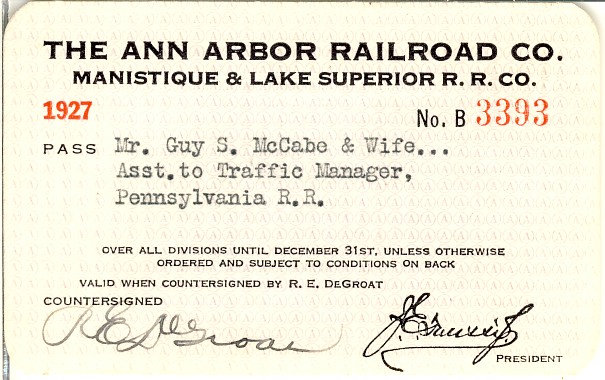 THE ANN ARBOR RAILROAD CO.
MANISTIQUE & LAKE SUPERIOR R. R. CO.
1927
No. B 3393
PASS Mr. Guy S. McCabe & Wife...
Asst. to Traffic Manager,
Pennsylvania R.R.
OVER ALL DIVISIONS UNTIL DECEMBER 31ST, UNLESS OTHERWISE
ORDERED AND SUBJECT TO CONDITIONS ON BACK
VALID WHEN COUNTERSIGNED BY R. E. DEGROAT
COUNTERSIGNED
R E DeGroat
PRESIDENT